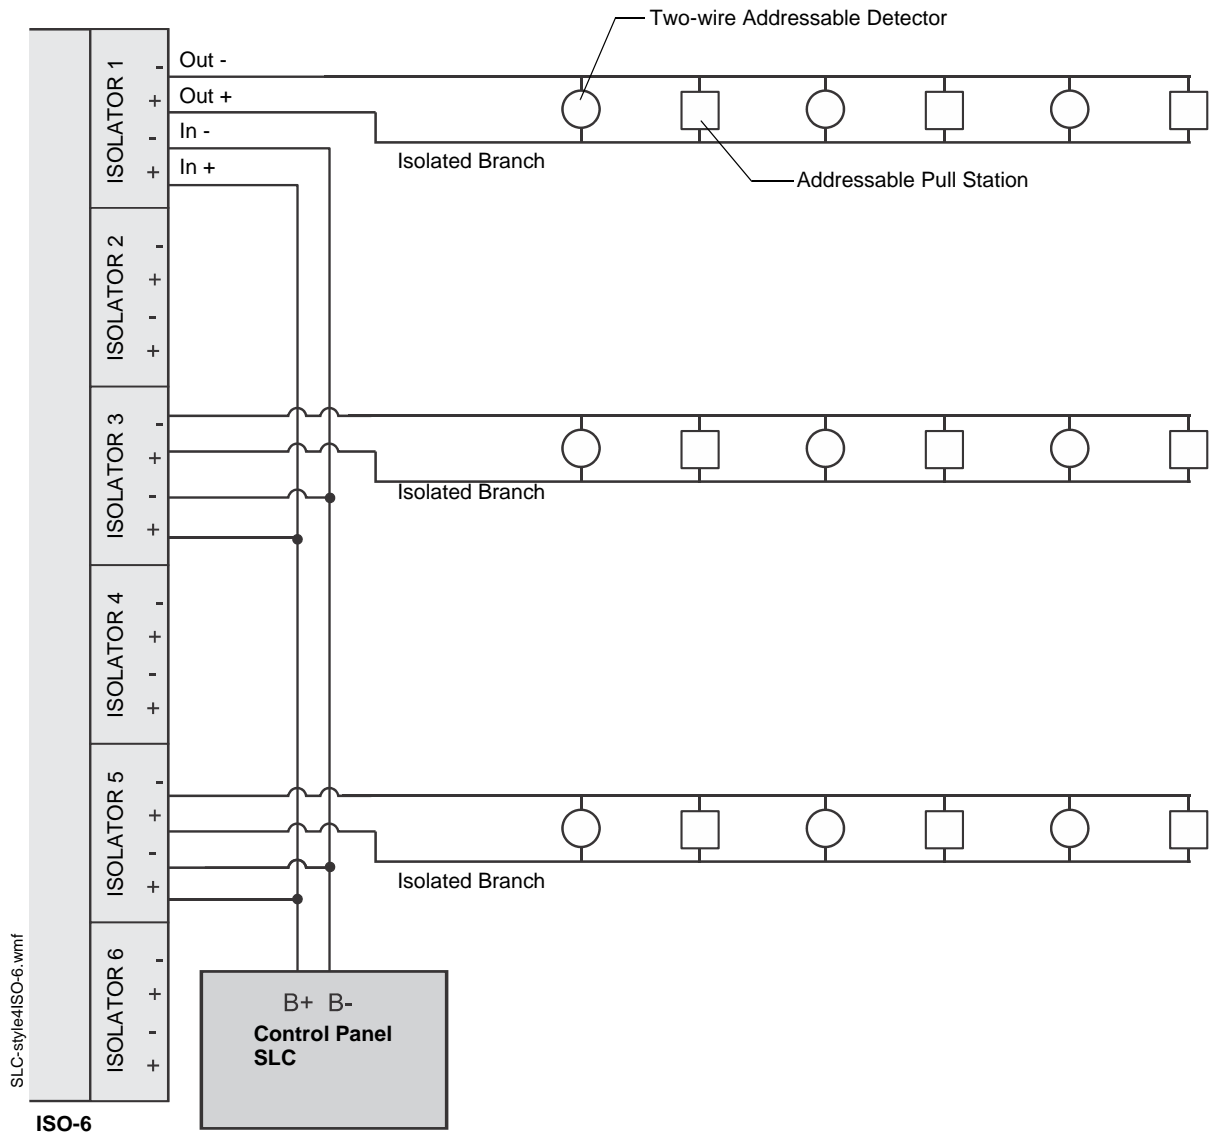 Two-wire Addressable Detector
ISOLATOR 1
-
+
-
+
Out -
Out +
In -
In +
Isolated Branch
Addressable Pull Station
ISOLATOR 2
-
+
-
+
ISOLATOR 3
-
+
-
+
Isolated Branch
ISOLATOR 4
-
+
-
+
ISOLATOR 5
-
+
-
+
Isolated Branch
ISOLATOR 6
-
+
-
+
B+ B-
Control Panel
SLC
SLC-style4ISO-6.wmf
ISO-6